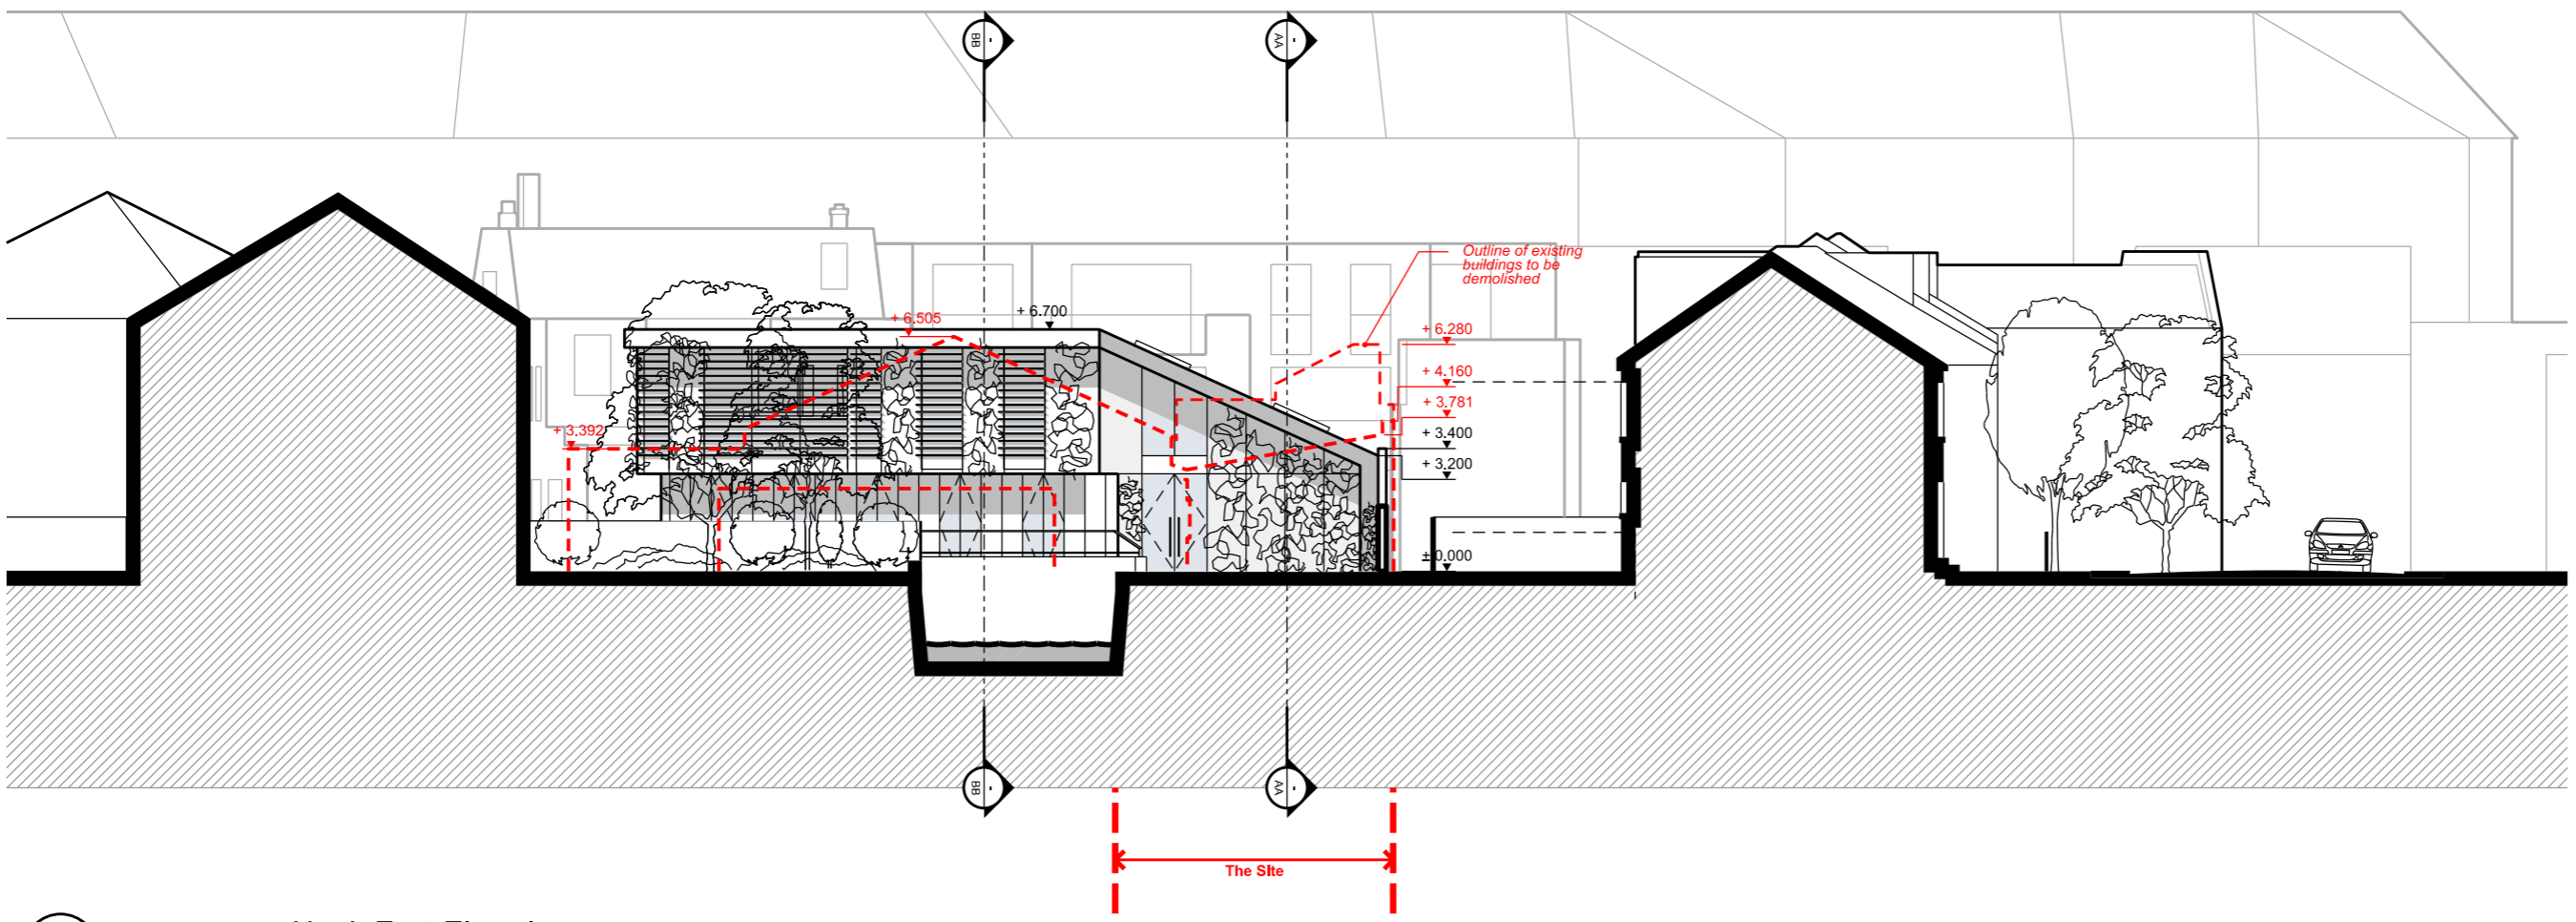 BB
-
AA
-
Outline of existing
buildings to be
demolished
+ 6.505
+ 6.700
+ 6.280
+ 4.160
+ 3.781
+ 3.392
+ 3.400
+ 3.200
± 0.000
BB
-
AA
-
The SIte